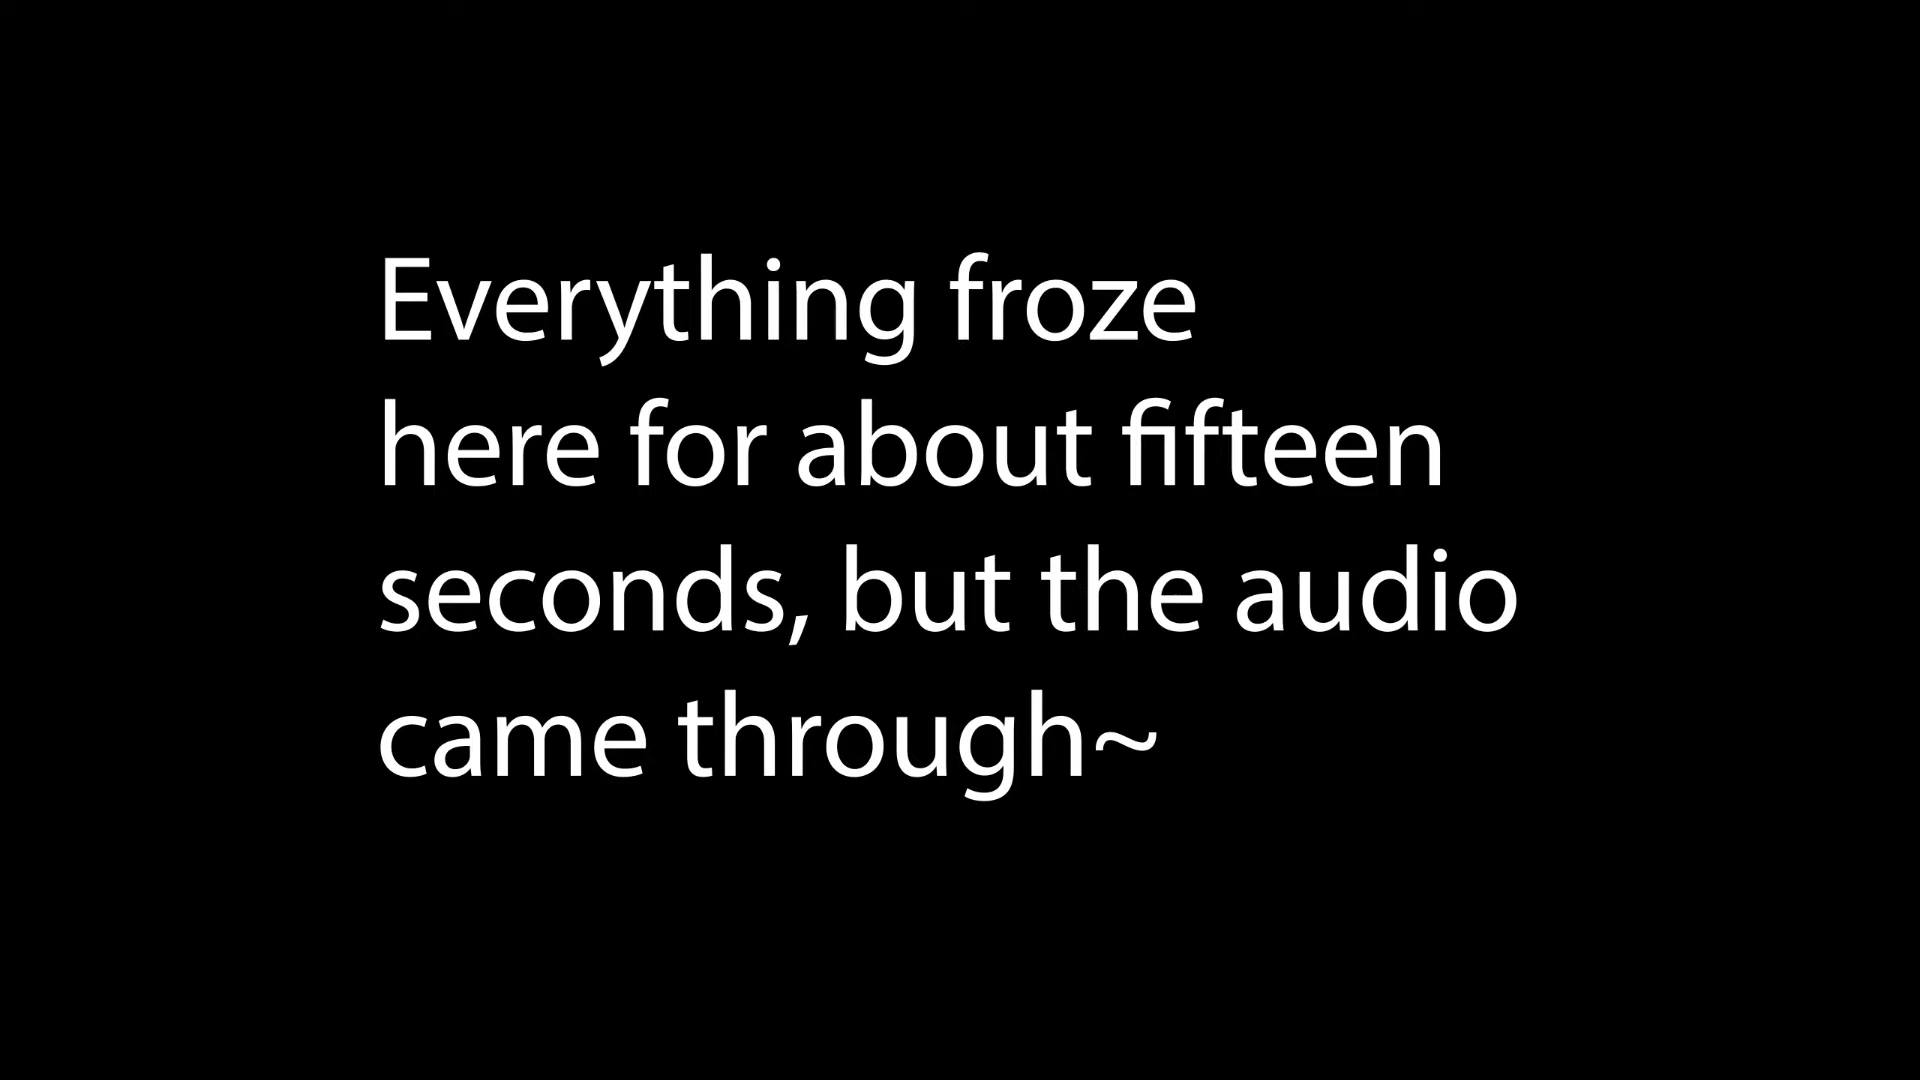 Everything froze
here for about fifteen
seconds, but the audio
came through~